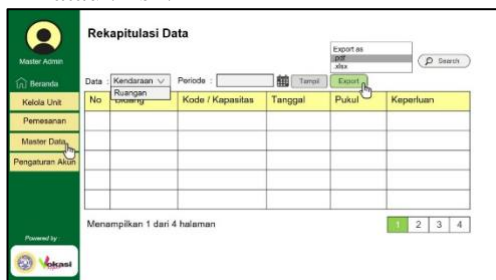 Master Admin
Beranda
Kelola Unit
Pemesanan
Master Data
Pengaturan Akun
Powered by
Vokasi
Rekapitulasi Data
Export as
.pdf
.xlsx
Search
Data : Kendaraan
Ruangan
Periode :
Tampil
Export
No
Kode / Kapasitas
Tanggal
Pukul
Keperluan
Menampilkan 1 dari 4 halaman
1 2 3 4